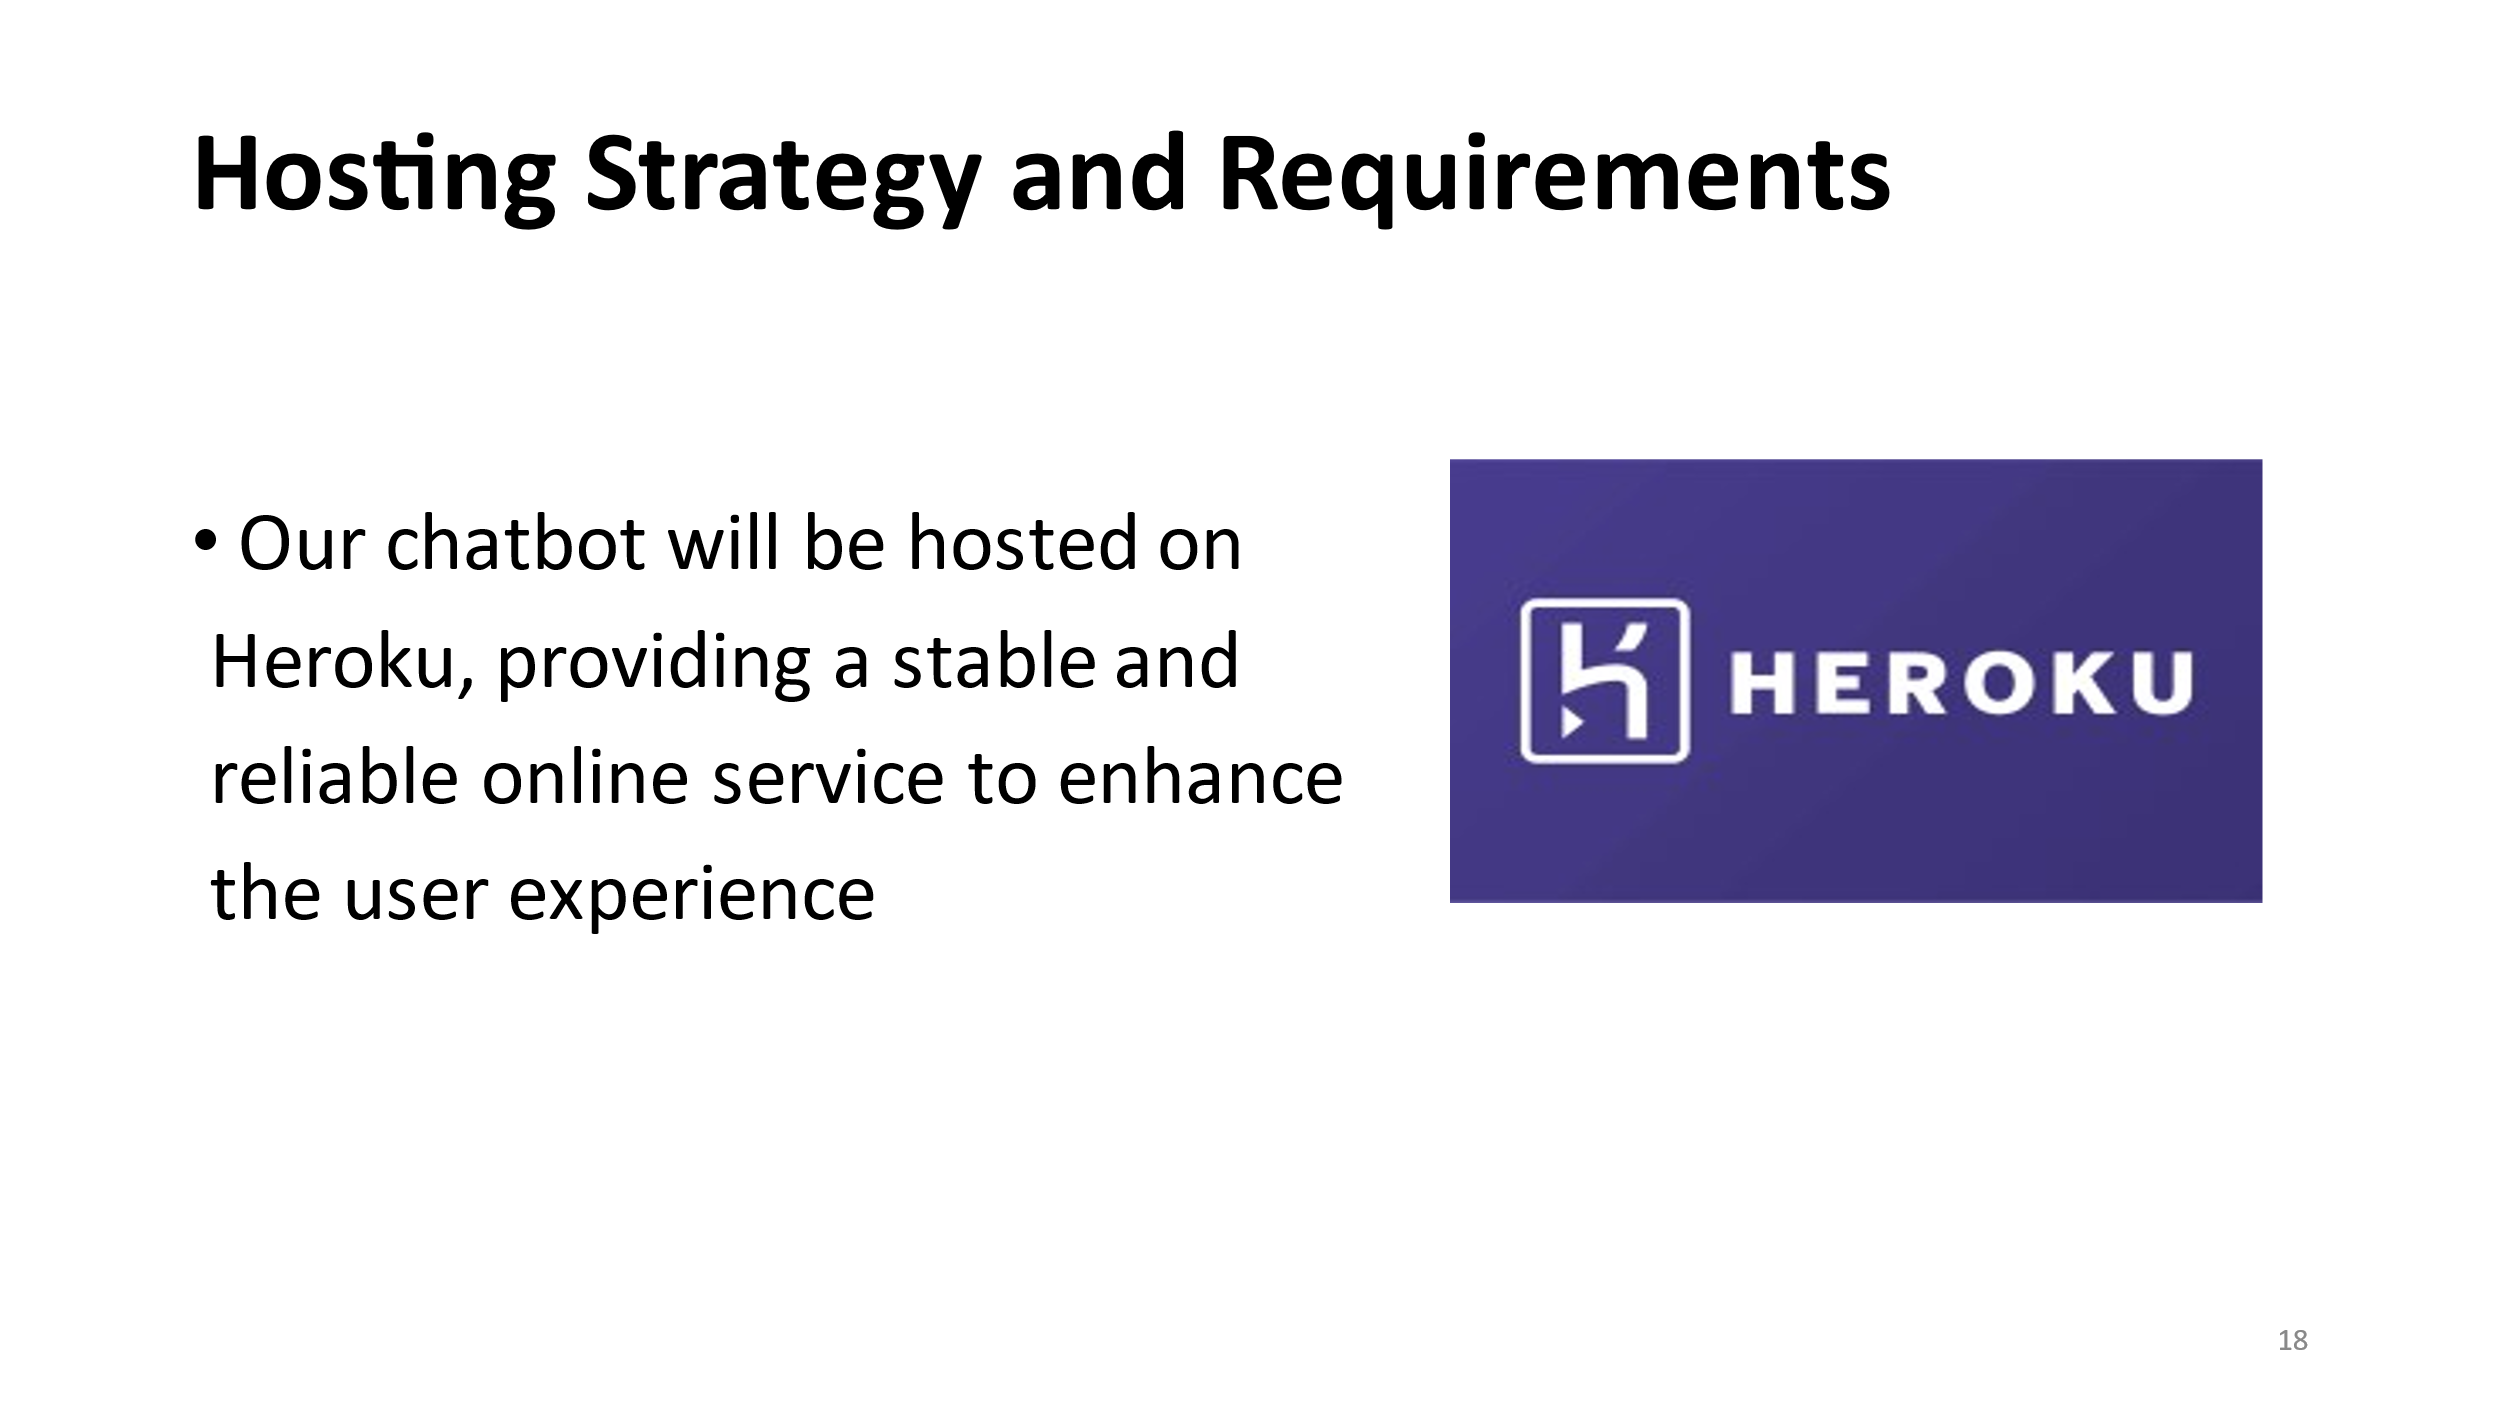 Hosting Strategy and Requirements
• Our chatbot will be hosted on
Heroku, providing a stable and
reliable online service to enhance
the user experience
HEROKU
18